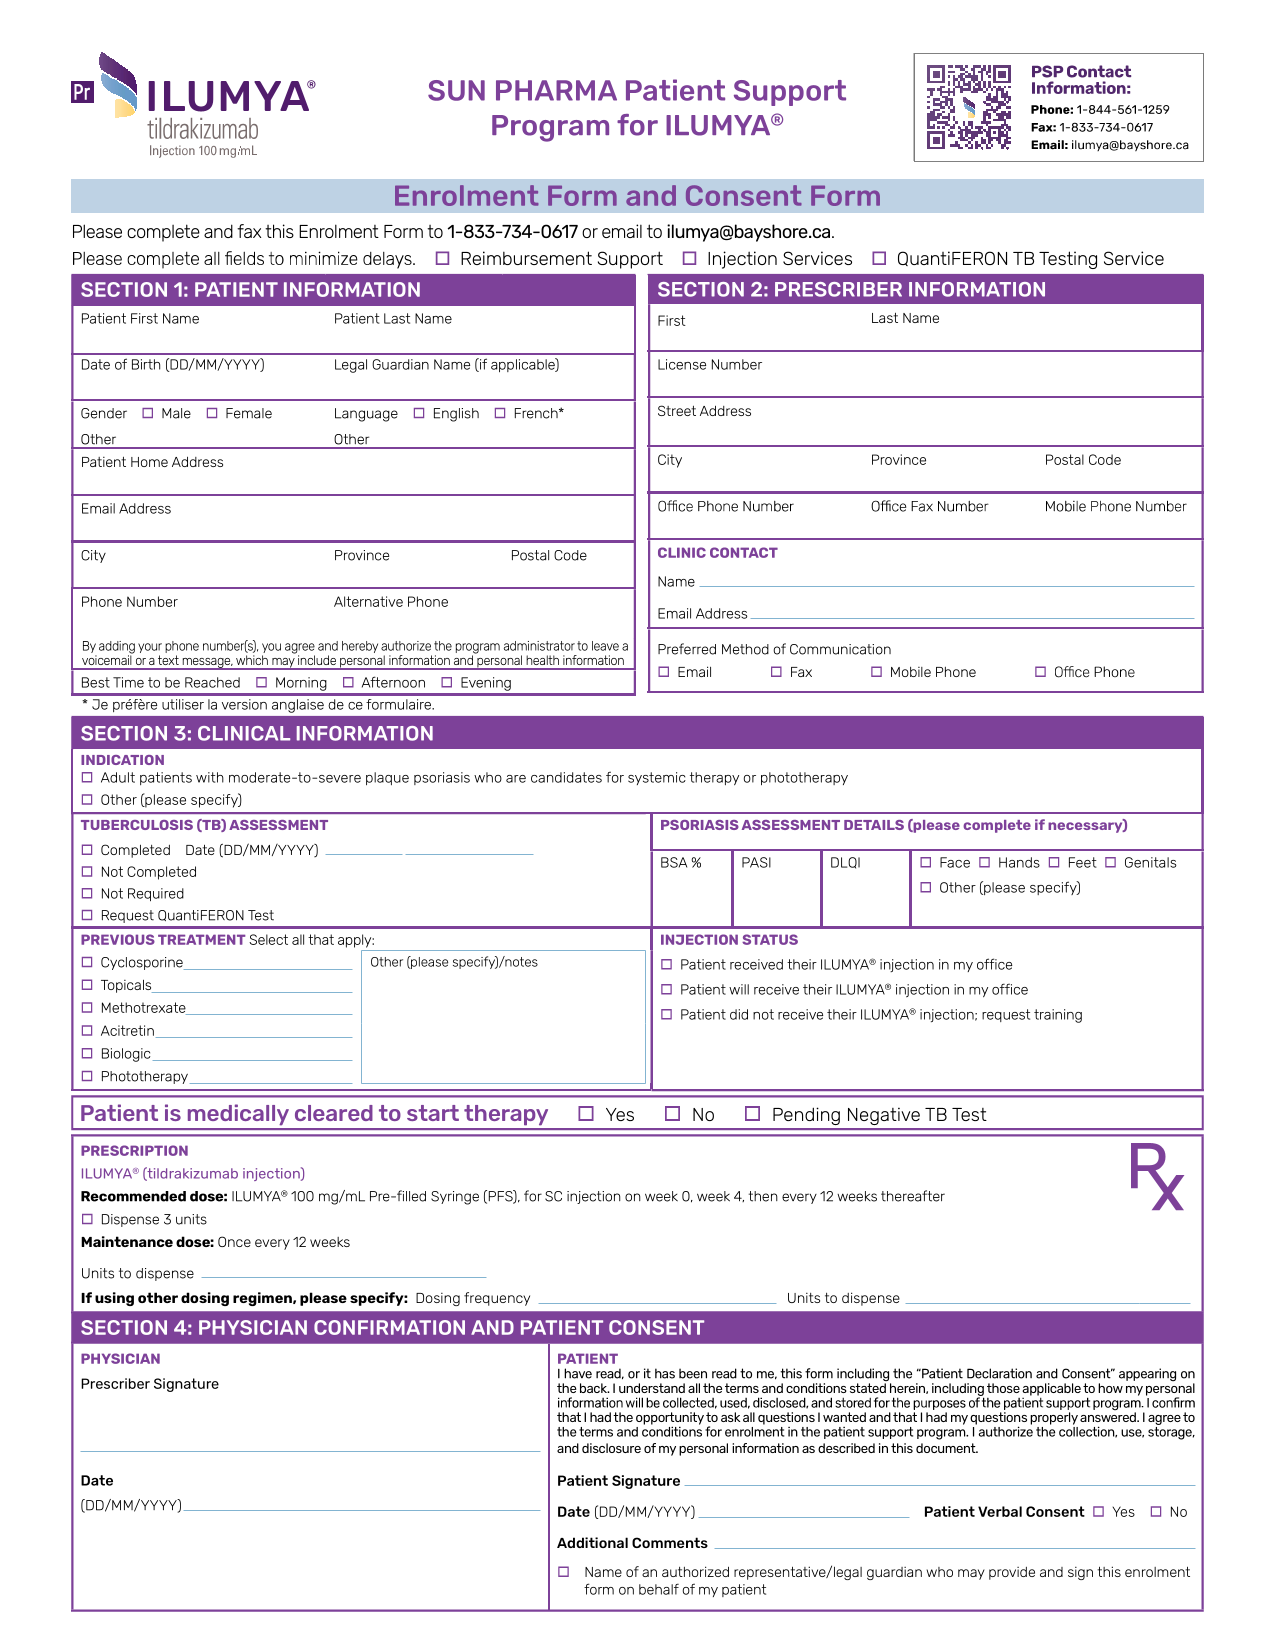 Pr ILUMYA®
tildrakizumab
Injection 100 mg/mL
SUN PHARMA Patient Support
Program for ILUMYA®
PSP Contact
Information:
Phone: 1-844-561-1259
Fax: 1-833-734-0617
Email: ilumya@bayshore.ca
Enrolment Form and Consent Form
Please complete and fax this Enrolment Form to 1-833-734-0617 or email to ilumya@bayshore.ca.
Please complete all fields to minimize delays. ☐ Reimbursement Support ☐ Injection Services ☐ QuantiFERON TB Testing Service
SECTION 1: PATIENT INFORMATION
Patient First Name Patient Last Name
Date of Birth (DD/MM/YYYY) Legal Guardian Name (if applicable)
Gender ☐ Male ☐ Female Language ☐ English ☐ French*
Other Other
Patient Home Address
Email Address
City Province Postal Code
Phone Number Alternative Phone
By adding your phone number(s), you agree and hereby authorize the program administrator to leave a
voicemail or a text message, which may include personal information and personal health information
Best Time to be Reached ☐ Morning ☐ Afternoon ☐ Evening
* Je préfère utiliser la version anglaise de ce formulaire.
SECTION 2: PRESCRIBER INFORMATION
First Last Name
License Number
Street Address
City Province Postal Code
Office Phone Number Office Fax Number Mobile Phone Number
CLINIC CONTACT
Name
Email Address
Preferred Method of Communication
☐ Email ☐ Fax ☐ Mobile Phone ☐ Office Phone
SECTION 3: CLINICAL INFORMATION
INDICATION
☐ Adult patients with moderate-to-severe plaque psoriasis who are candidates for systemic therapy or phototherapy
☐ Other (please specify)
TUBERCULOSIS (TB) ASSESSMENT
☐ Completed Date (DD/MM/YYYY)
☐ Not Completed
☐ Not Required
☐ Request QuantiFERON Test
PSORIASIS ASSESSMENT DETAILS (please complete if necessary)
BSA % PASI DLQI ☐ Face ☐ Hands ☐ Feet ☐ Genitals
☐ Other (please specify)
PREVIOUS TREATMENT Select all that apply:
☐ Cyclosporine
☐ Topicals
☐ Methotrexate
☐ Acitretin
☐ Biologic
☐ Phototherapy
Other (please specify)/notes
INJECTION STATUS
☐ Patient received their ILUMYA® injection in my office
☐ Patient will receive their ILUMYA® injection in my office
☐ Patient did not receive their ILUMYA® injection; request training
Patient is medically cleared to start therapy ☐ Yes ☐ No ☐ Pending Negative TB Test
PRESCRIPTION
Rx
ILUMYA® (tildrakizumab injection)
Recommended dose: ILUMYA® 100 mg/mL Pre-filled Syringe (PFS), for SC injection on week 0, week 4, then every 12 weeks thereafter
☐ Dispense 3 units
Maintenance dose: Once every 12 weeks
Units to dispense
If using other dosing regimen, please specify: Dosing frequency Units to dispense
SECTION 4: PHYSICIAN CONFIRMATION AND PATIENT CONSENT
PHYSICIAN
Prescriber Signature
Date
(DD/MM/YYYY)
PATIENT
I have read, or it has been read to me, this form including the “Patient Declaration and Consent” appearing on
the back. I understand all the terms and conditions stated herein, including those applicable to how my personal
information will be collected, used, disclosed, and stored for the purposes of the patient support program. I confirm
that I had the opportunity to ask all questions I wanted and that I had my questions properly answered. I agree to
the terms and conditions for enrolment in the patient support program. I authorize the collection, use, storage,
and disclosure of my personal information as described in this document.
Patient Signature
Date (DD/MM/YYYY) Patient Verbal Consent ☐ Yes ☐ No
Additional Comments
☐ Name of an authorized representative/legal guardian who may provide and sign this enrolment
form on behalf of my patient